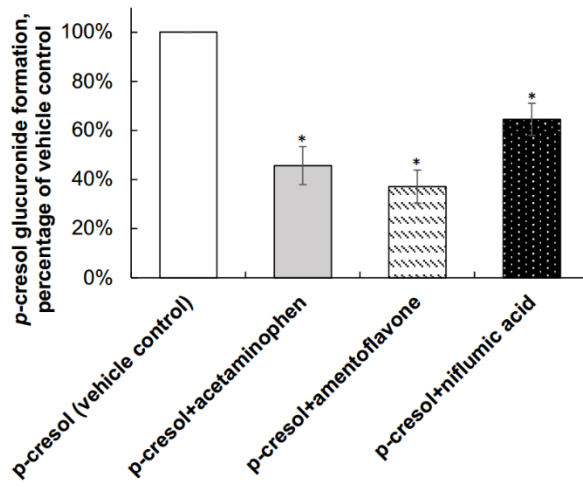 p-cresol glucuronide formation,
percentage of vehicle control
100%
80%
60%
40%
20%
0%
*
*
*
p-cresol (vehicle control)
p-cresol+acetaminophen
p-cresol+amentoflavone
p-cresol+niflumic acid